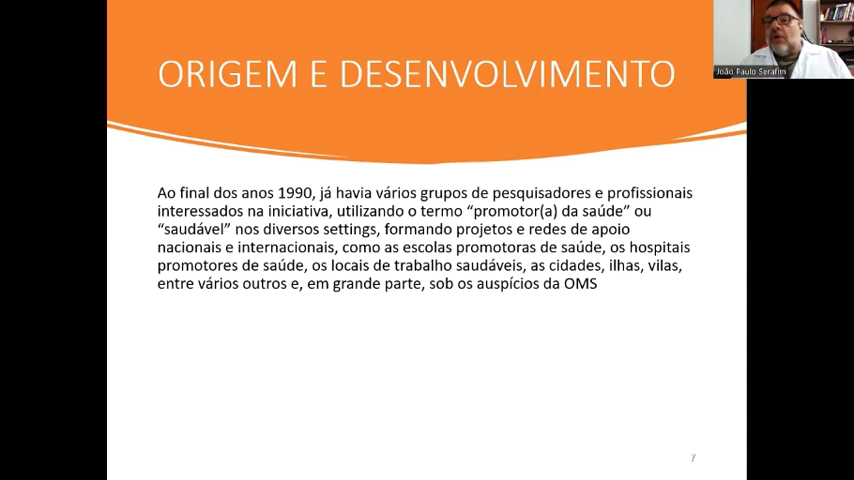 ORIGEM E DESENVOLVIMENTO
João Paulo Serafim
Ao final dos anos 1990, já havia vários grupos de pesquisadores e profissionais
interessados na iniciativa, utilizando o termo “promotor(a) da saúde” ou
“saudável” nos diversos settings, formando projetos e redes de apoio
nacionais e internacionais, como as escolas promotoras de saúde, os hospitais
promotores de saúde, os locais de trabalho saudáveis, as cidades, ilhas, vilas,
entre vários outros e, em grande parte, sob os auspícios da OMS
7